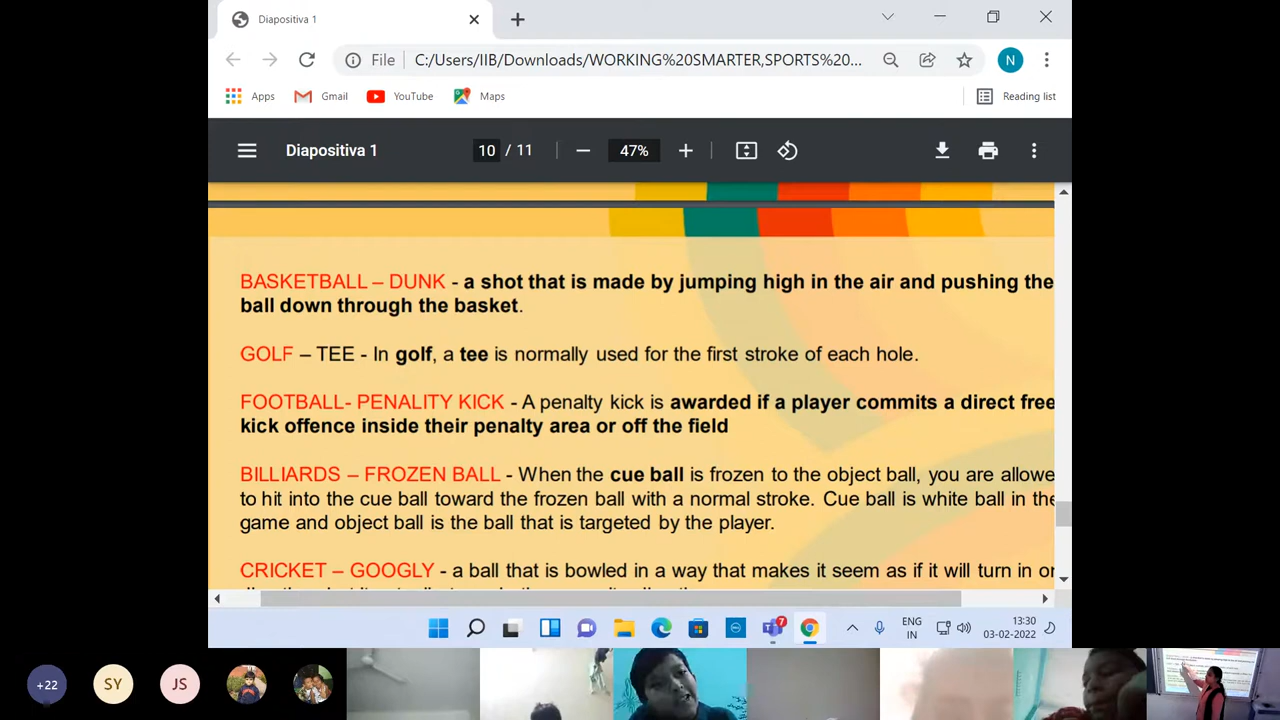 Diapositiva 1
File C:/Users/IIB/Downloads/WORKING%20SMARTER,SPORTS%20... N
Apps Gmail YouTube Maps Reading list
Diapositiva 1 10 / 11 47%
BASKETBALL – DUNK - a shot that is made by jumping high in the air and pushing the
ball down through the basket.
GOLF – TEE - In golf, a tee is normally used for the first stroke of each hole.
FOOTBALL- PENALITY KICK - A penalty kick is awarded if a player commits a direct free
kick offence inside their penalty area or off the field
BILLIARDS – FROZEN BALL - When the cue ball is frozen to the object ball, you are allowe
to hit into the cue ball toward the frozen ball with a normal stroke. Cue ball is white ball in the
game and object ball is the ball that is targeted by the player.
CRICKET – GOOGLY - a ball that is bowled in a way that makes it seem as if it will turn in or
7 ENG 13:30
IN 03-02-2022
+22 SY JS